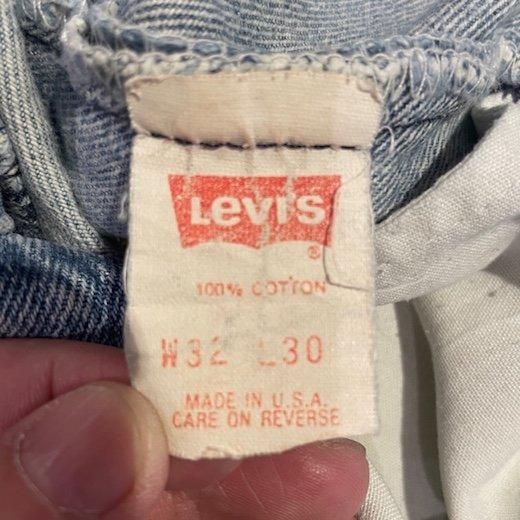 Levi's
®
100% COTTON
W32 L30
MADE IN U.S.A.
CARE ON REVERSE